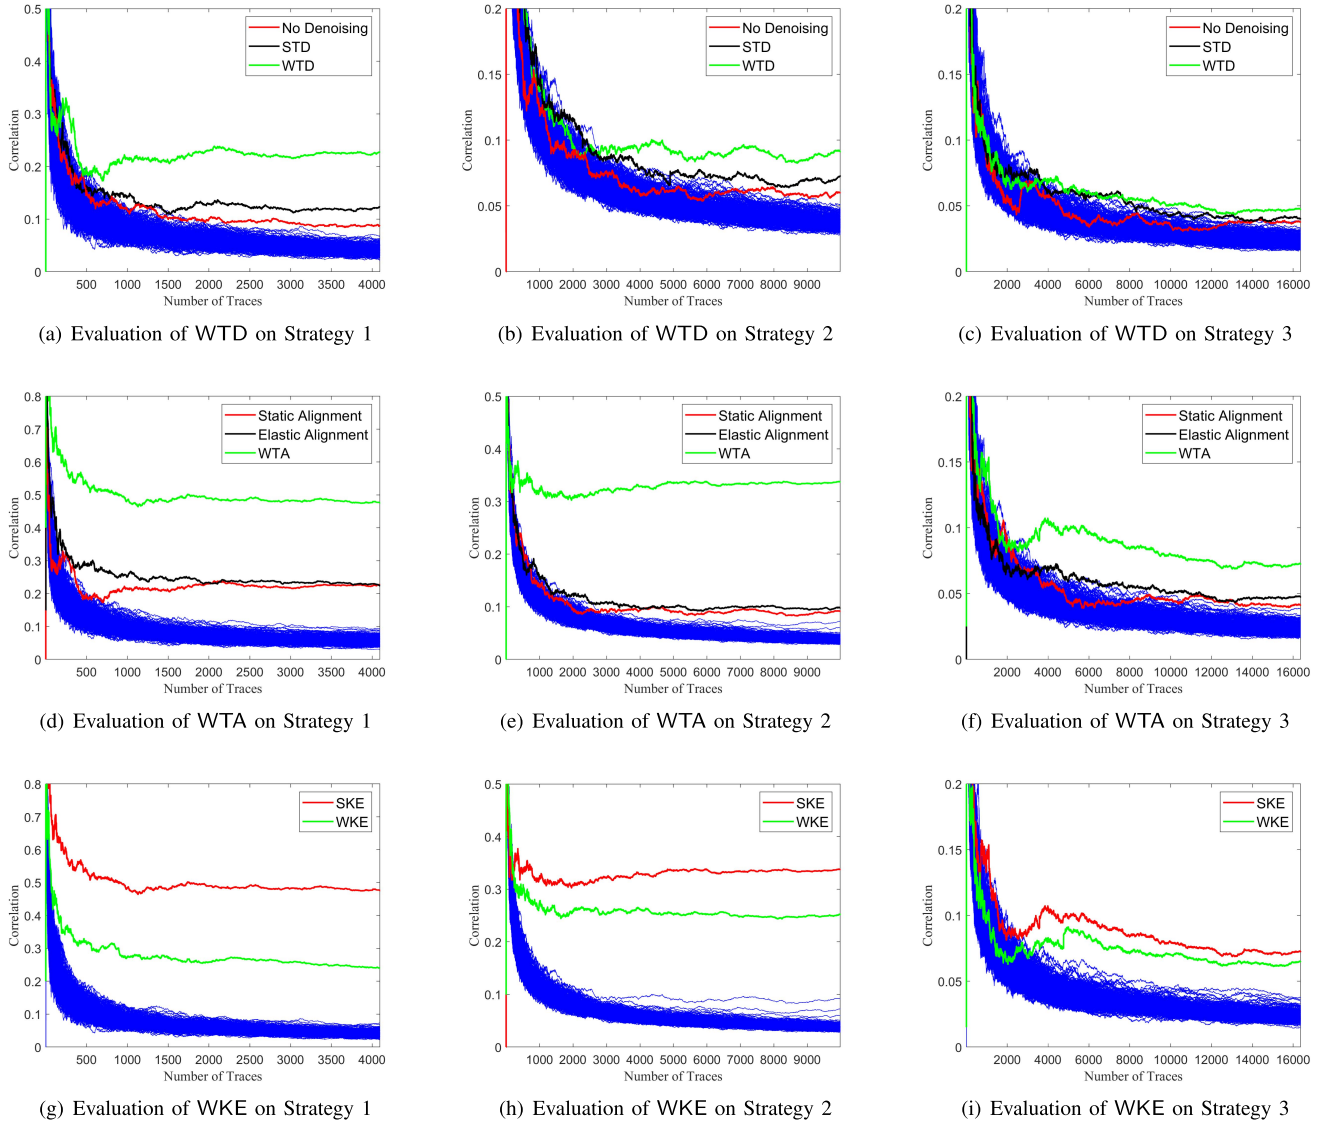 0.5
0.4
0.3
0.2
0.1
0
Correlation
500 1000 1500 2000 2500 3000 3500 4000
Number of Traces
No Denoising
STD
WTD
(a) Evaluation of WTD on Strategy 1
0.2
0.15
0.1
0.05
0
Correlation
1000 2000 3000 4000 5000 6000 7000 8000 9000
Number of Traces
No Denoising
STD
WTD
(b) Evaluation of WTD on Strategy 2
0.2
0.15
0.1
0.05
0
Correlation
2000 4000 6000 8000 10000 12000 14000 16000
Number of Traces
No Denoising
STD
WTD
(c) Evaluation of WTD on Strategy 3
0.8
0.7
0.6
0.5
0.4
0.3
0.2
0.1
0
Correlation
500 1000 1500 2000 2500 3000 3500 4000
Number of Traces
Static Alignment
Elastic Alignment
WTA
(d) Evaluation of WTA on Strategy 1
0.5
0.4
0.3
0.2
0.1
0
Correlation
1000 2000 3000 4000 5000 6000 7000 8000 9000
Number of Traces
Static Alignment
Elastic Alignment
WTA
(e) Evaluation of WTA on Strategy 2
0.2
0.15
0.1
0.05
0
Correlation
2000 4000 6000 8000 10000 12000 14000 16000
Number of Traces
Static Alignment
Elastic Alignment
WTA
(f) Evaluation of WTA on Strategy 3
0.8
0.7
0.6
0.5
0.4
0.3
0.2
0.1
0
Correlation
500 1000 1500 2000 2500 3000 3500 4000
Number of Traces
SKE
WKE
(g) Evaluation of WKE on Strategy 1
0.5
0.4
0.3
0.2
0.1
0
Correlation
1000 2000 3000 4000 5000 6000 7000 8000 9000
Number of Traces
SKE
WKE
(h) Evaluation of WKE on Strategy 2
0.2
0.15
0.1
0.05
0
Correlation
2000 4000 6000 8000 10000 12000 14000 16000
Number of Traces
SKE
WKE
(i) Evaluation of WKE on Strategy 3